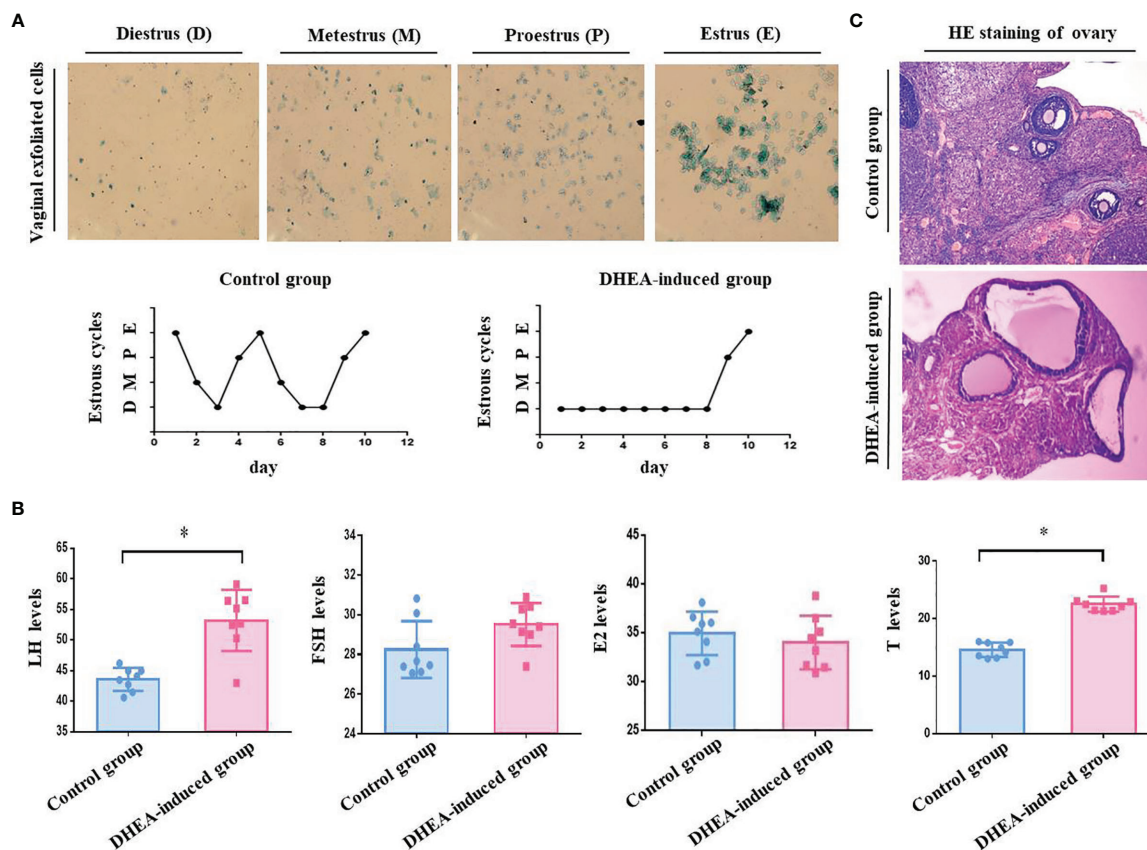 A
Diestrus (D)
Metestrus (M)
Proestrus (P)
Estrus (E)
Vaginal exfoliated cells
Control group
Estrous cycles
D M P E
0 2 4 6 8 10 12
day
DHEA-induced group
Estrous cycles
D M P E
0 2 4 6 8 10 12
day
C
HE staining of ovary
Control group
DHEA-induced group
B
LH levels
65
60
55
50
45
40
35
*
Control group
DHEA-induced group
FSH levels
34
32
30
28
26
24
Control group
DHEA-induced group
E2 levels
45
40
35
30
25
Control group
DHEA-induced group
T levels
30
20
10
0
*
Control group
DHEA-induced group